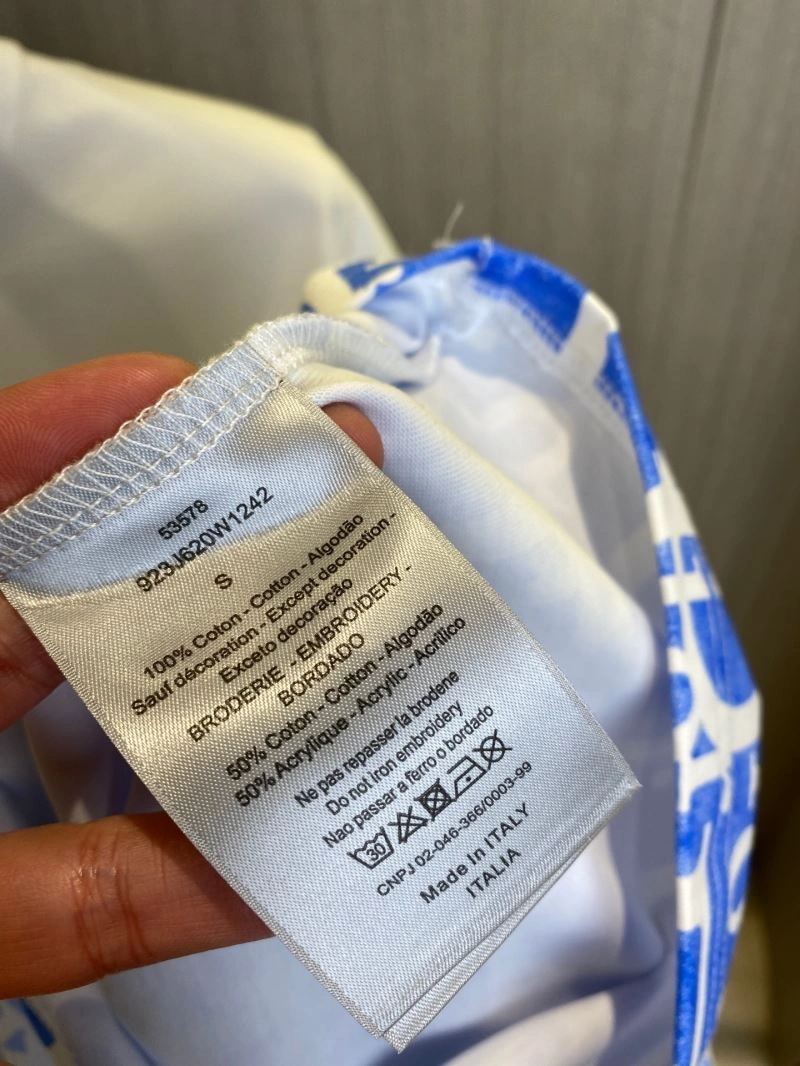 53578
923J620W1242
S
100% Coton - Cotton - Algodão
Sauf décoration - Except decoration -
Exceto decoração
BRODERIE - EMBROIDERY -
BORDADO
50% Coton - Cotton - Algodão
50% Acrylique - Acrylic - Acrilico
Ne pas repasser la broderie
Do not iron embroidery
Nao passar a ferro o bordado
30
CNPJ 02-046-366/0003-99
Made In ITALY
ITALIA